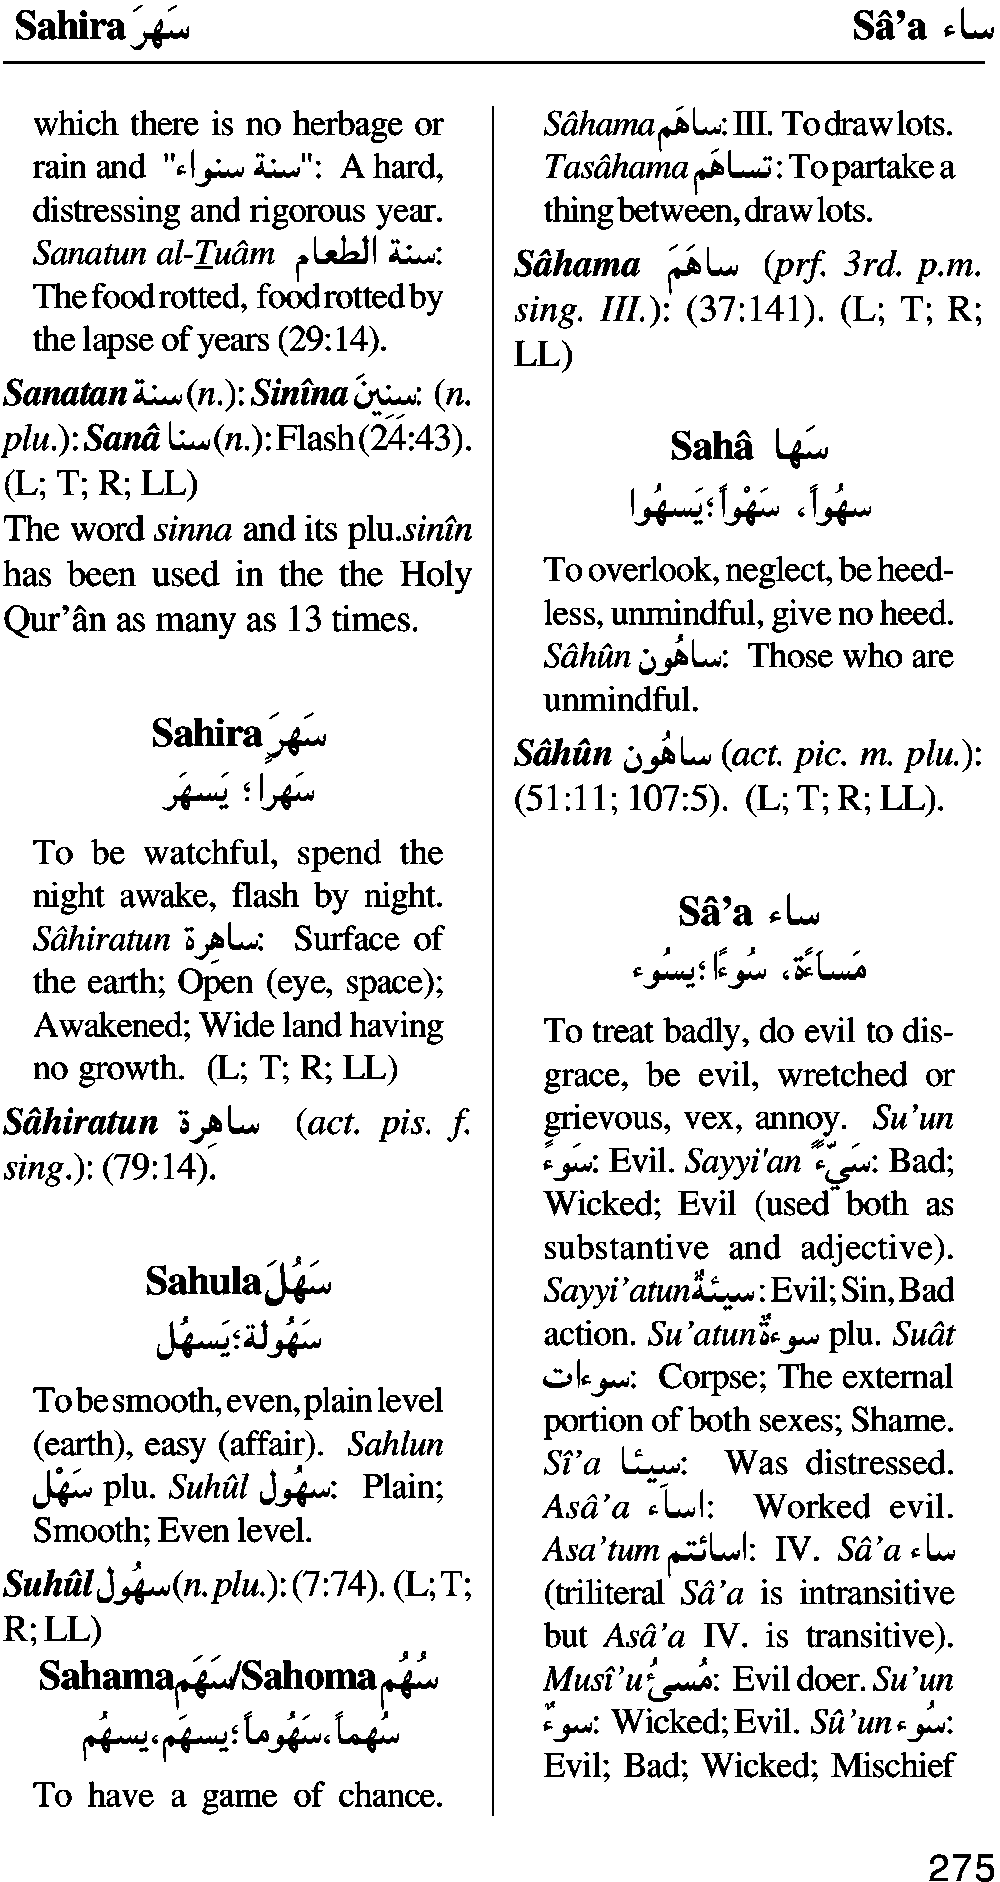 Sahira سَهِرَ
Sâ’a ساء
which there is no herbage or
rain and "سنة سنواء": A hard,
distressing and rigorous year.
Sanatun al-Tuâm سنة الطعام:
The food rotted, food rotted by
the lapse of years (29:14).
Sanatan سنة (n.): Sinîna سِنِينَ: (n.
plu.): Sanâ سنا (n.): Flash (24:43).
(L; T; R; LL)
The word sinna and its plu.sinîn
has been used in the the Holy
Qur’ân as many as 13 times.
Sahira سَهِرَ
سَهرا؛ يَسهَر
To be watchful, spend the
night awake, flash by night.
Sâhiratun ساهِرة: Surface of
the earth; Open (eye, space);
Awakened; Wide land having
no growth. (L; T; R; LL)
Sâhiratun ساهِرة (act. pis. f.
sing.): (79:14).
Sahula سَهُلَ
سَهُولة؛يَسهُل
To be smooth, even, plain level
(earth), easy (affair). Sahlun
سَهْل plu. Suhûl سهُول: Plain;
Smooth; Even level.
Suhûl سهُول (n. plu.): (7:74). (L; T;
R; LL)
Sahama سَهَم/Sahoma سُهُم
سُهماً، سَهُوماً؛ يسهَم، يسهُم
To have a game of chance.
Sâhama ساهَم: III. To draw lots.
Tasâhama تساهَم: To partake a
thing between, draw lots.
Sâhama ساهَمَ (prf. 3rd. p.m.
sing. III.): (37:141). (L; T; R;
LL)
Sahâ سَها
سهُواً، سَهْواً؛يَسهُوا
To overlook, neglect, be heed-
less, unmindful, give no heed.
Sâhûn ساهُون: Those who are
unmindful.
Sâhûn ساهُون (act. pic. m. plu.):
(51:11; 107:5). (L; T; R; LL).
Sâ’a ساء
مَساءَةً، سُوءًا؛يسُوء
To treat badly, do evil to dis-
grace, be evil, wretched or
grievous, vex, annoy. Su’un
سَوءٌ: Evil. Sayyi'an سَيّءٌ: Bad;
Wicked; Evil (used both as
substantive and adjective).
Sayyi’atun سيئةٌ: Evil; Sin, Bad
action. Su’atun سوءةٌ plu. Suât
سوءات: Corpse; The external
portion of both sexes; Shame.
Sî’a سيئا: Was distressed.
Asâ’a اسآء: Worked evil.
Asa’tum اسائتم: IV. Sâ’a ساء
(triliteral Sâ’a is intransitive
but Asâ’a IV. is transitive).
Musî’u مُسىٔ: Evil doer. Su’un
سوءٌ: Wicked; Evil. Sû’un سُوء:
Evil; Bad; Wicked; Mischief
275